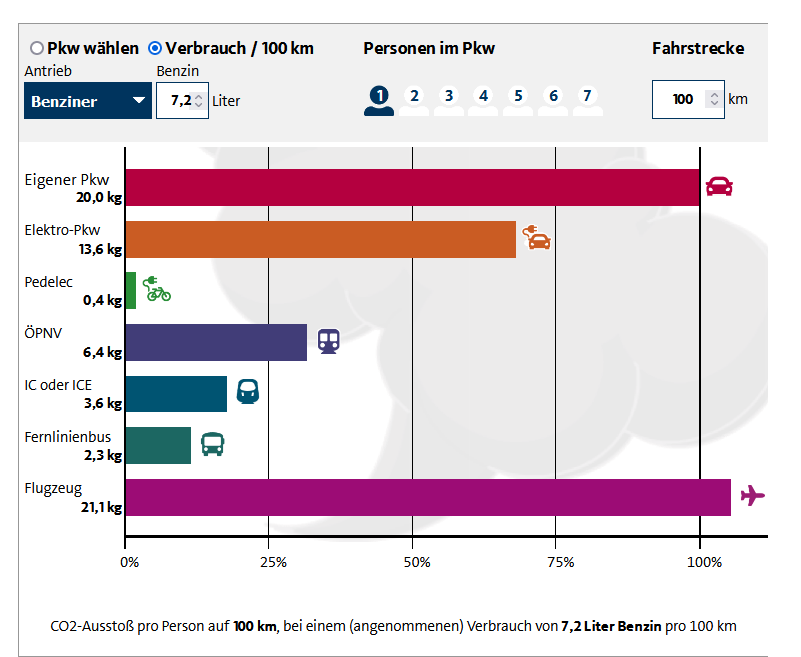 Pkw wählen Verbrauch / 100 km Personen im Pkw Fahrstrecke
Antrieb Benzin
Benziner 7,2 Liter 1 2 3 4 5 6 7 100 km
Eigener Pkw
20,0 kg
Elektro-Pkw
13,6 kg
Pedelec
0,4 kg
ÖPNV
6,4 kg
IC oder ICE
3,6 kg
Fernlinienbus
2,3 kg
Flugzeug
21,1 kg
0% 25% 50% 75% 100%
CO2-Ausstoß pro Person auf 100 km, bei einem (angenommenen) Verbrauch von 7,2 Liter Benzin pro 100 km